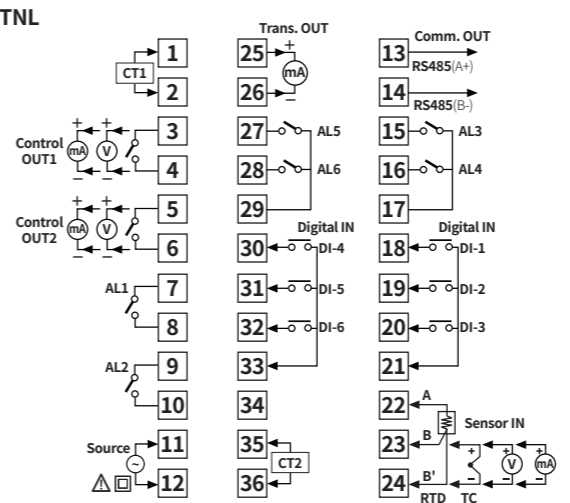 TNL
Trans. OUT
Comm. OUT
1 25 + 13
CT1 mA RS485(A+)
2 26 − 14
RS485(B-)
+ + 3 27 AL5 15 AL3
Control OUT1 mA V
− − 4 28 AL6 16 AL4
+ + 5 29 17
Control OUT2 mA V Digital IN Digital IN
− − 6 30 DI-4 18 DI-1
AL1 7 31 DI-5 19 DI-2
8 32 DI-6 20 DI-3
AL2 9 33 21
10 34 22 A
Sensor IN
Source 11 35 23 B + + +
~ CT2 V mA
12 36 24 B' − − −
RTD TC